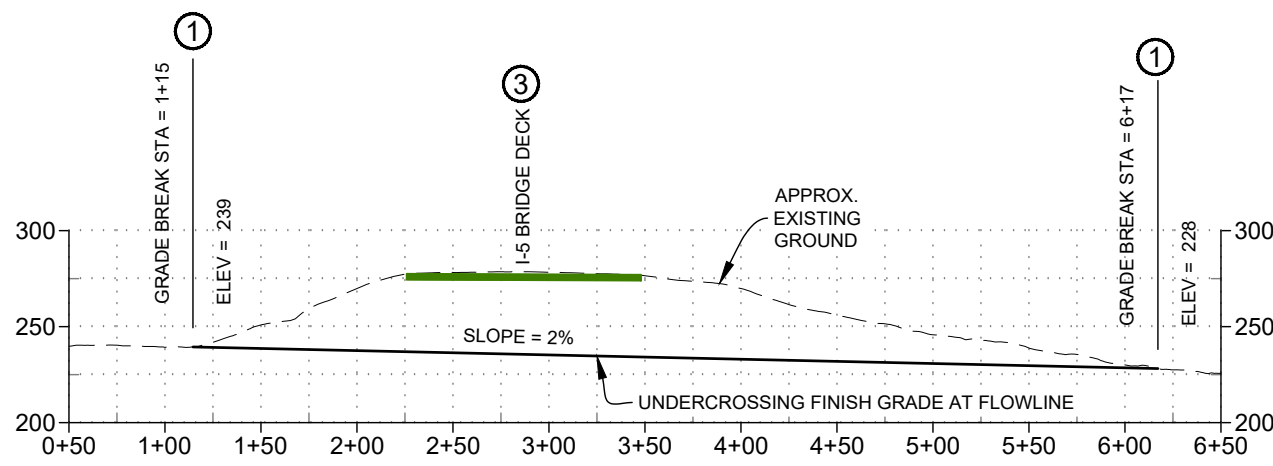 1
GRADE BREAK STA = 1+15
ELEV = 239
3
I-5 BRIDGE DECK
1
GRADE BREAK STA = 6+17
ELEV = 228
APPROX.
EXISTING
GROUND
SLOPE = 2%
UNDERCROSSING FINISH GRADE AT FLOWLINE
300
250
200
300
250
200
0+50 1+00 1+50 2+00 2+50 3+00 3+50 4+00 4+50 5+00 5+50 6+00 6+50